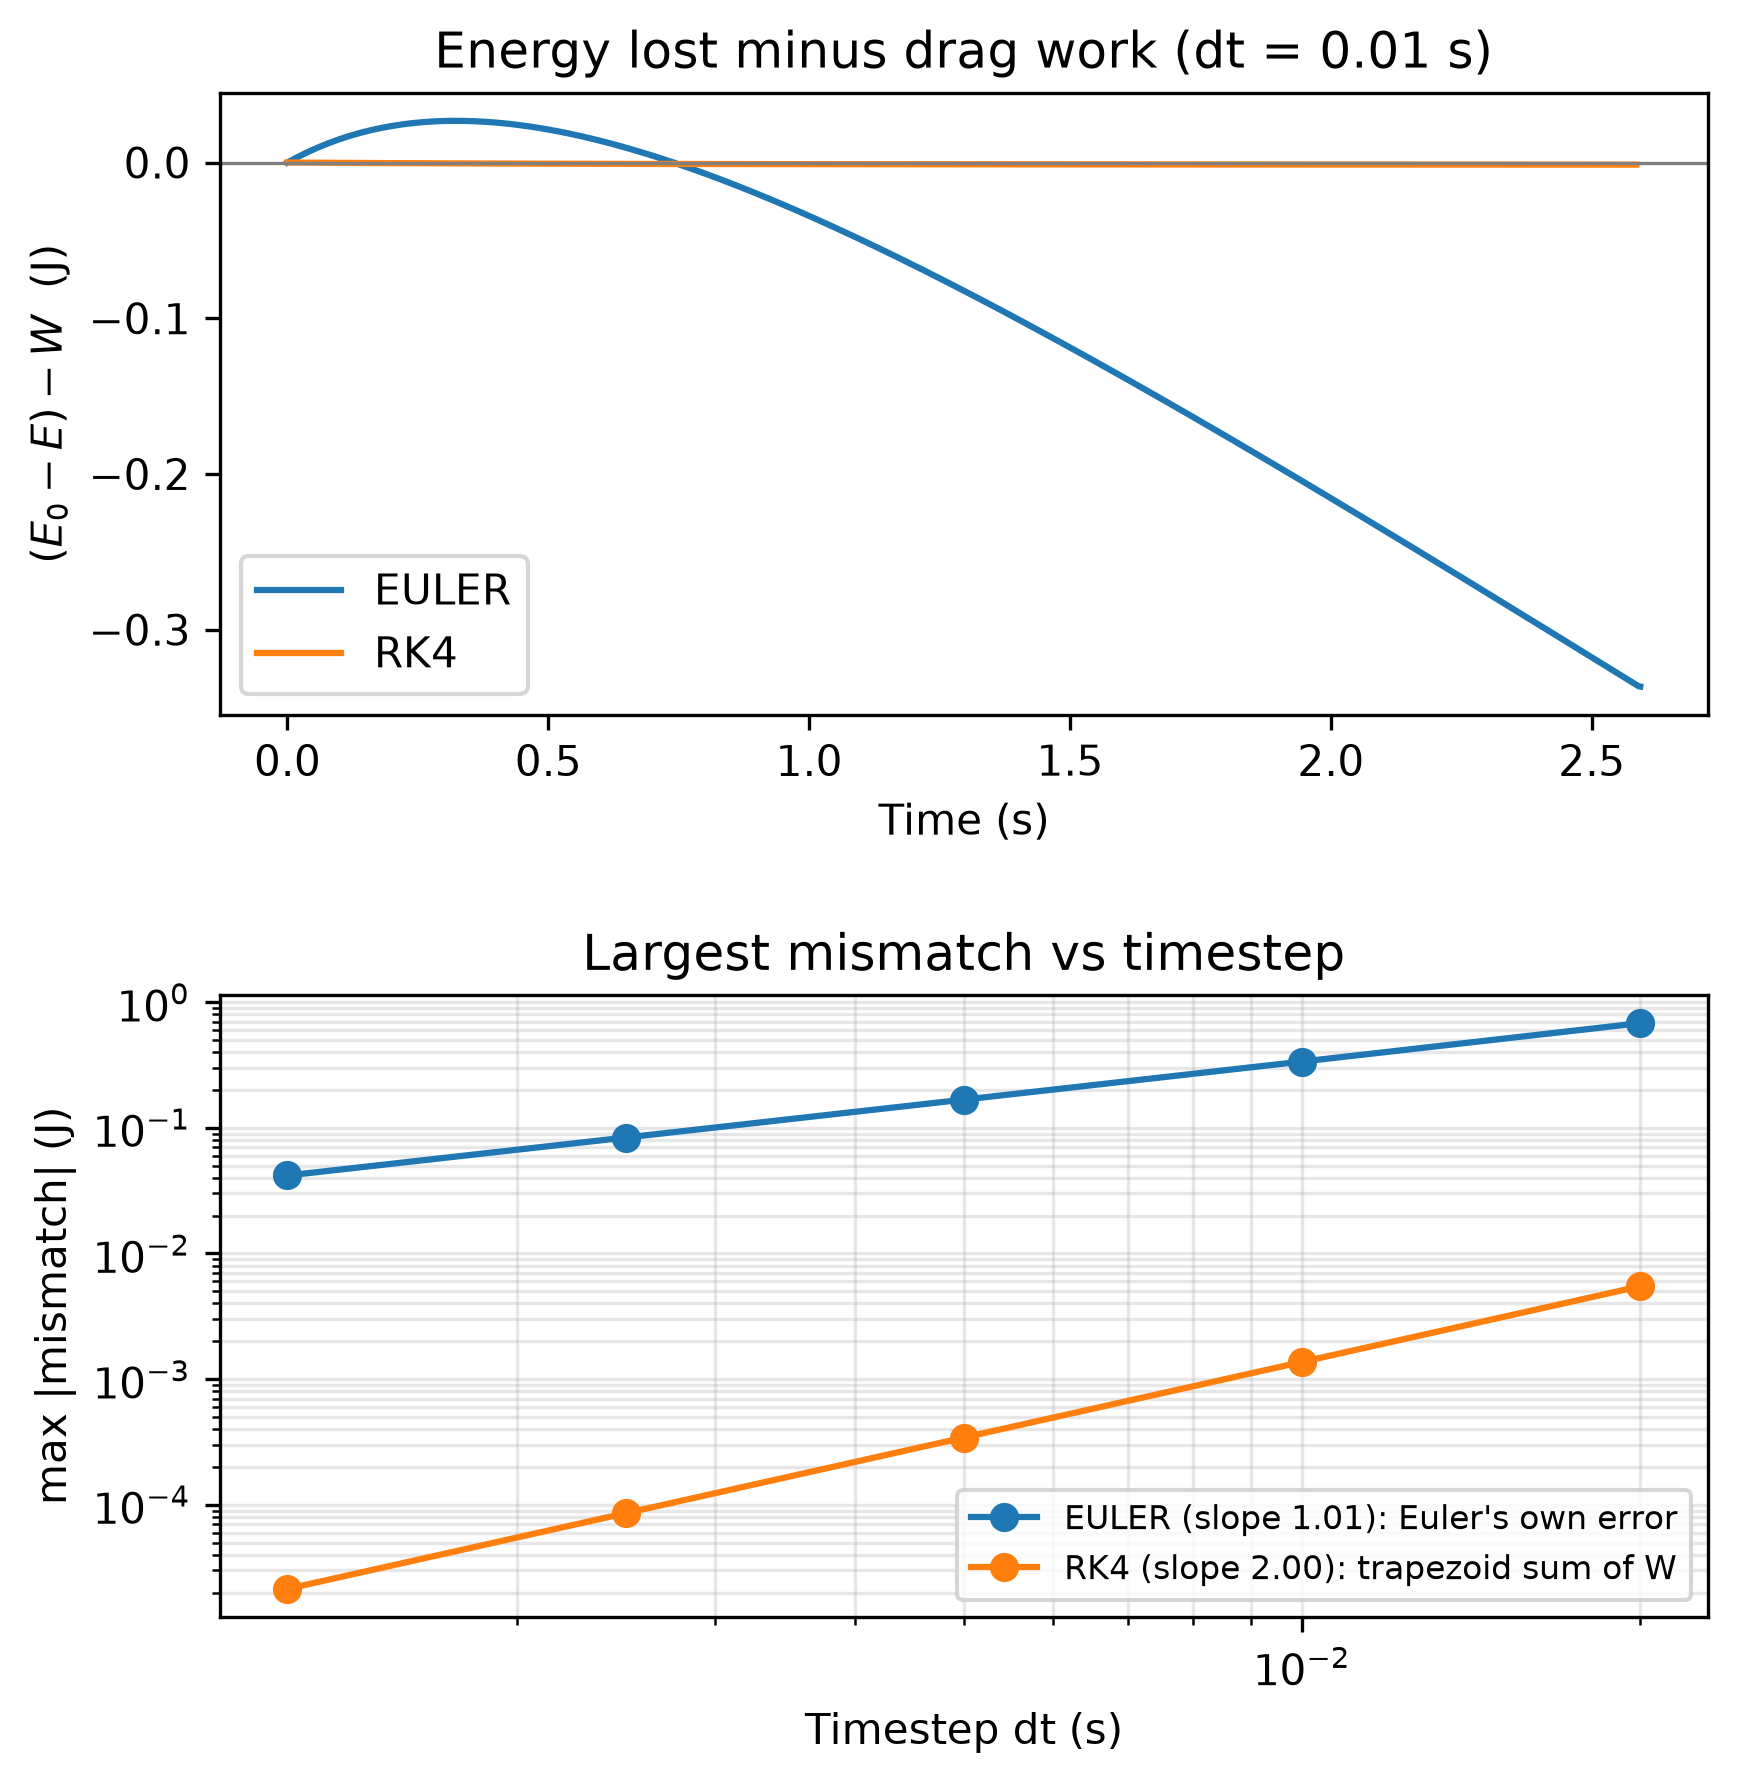 Energy lost minus drag work (dt = 0.01 s)
(E₀ − E) − W (J)
0.0
−0.1
−0.2
−0.3
EULER
RK4
0.0 0.5 1.0 1.5 2.0 2.5
Time (s)
Largest mismatch vs timestep
max |mismatch| (J)
10⁰
10⁻¹
10⁻²
10⁻³
10⁻⁴
EULER (slope 1.01): Euler's own error
RK4 (slope 2.00): trapezoid sum of W
10⁻²
Timestep dt (s)